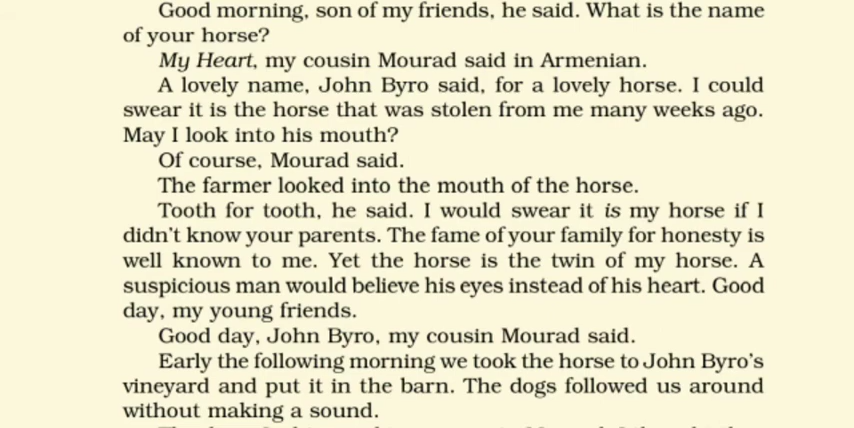 Good morning, son of my friends, he said. What is the name
of your horse?
My Heart, my cousin Mourad said in Armenian.
A lovely name, John Byro said, for a lovely horse. I could
swear it is the horse that was stolen from me many weeks ago.
May I look into his mouth?
Of course, Mourad said.
The farmer looked into the mouth of the horse.
Tooth for tooth, he said. I would swear it is my horse if I
didn't know your parents. The fame of your family for honesty is
well known to me. Yet the horse is the twin of my horse. A
suspicious man would believe his eyes instead of his heart. Good
day, my young friends.
Good day, John Byro, my cousin Mourad said.
Early the following morning we took the horse to John Byro's
vineyard and put it in the barn. The dogs followed us around
without making a sound.